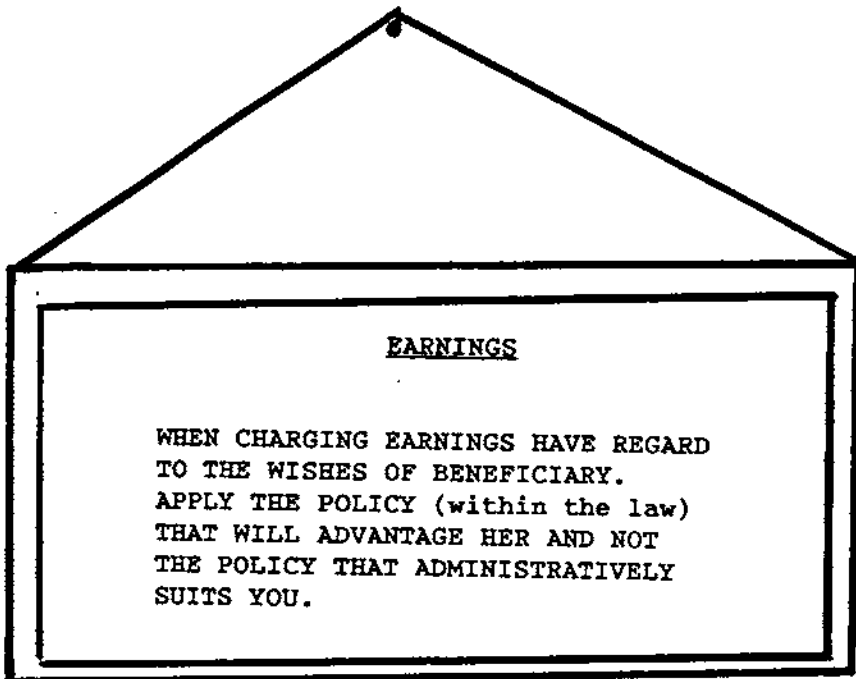 EARNINGS
WHEN CHARGING EARNINGS HAVE REGARD
TO THE WISHES OF BENEFICIARY.
APPLY THE POLICY (within the law)
THAT WILL ADVANTAGE HER AND NOT
THE POLICY THAT ADMINISTRATIVELY
SUITS YOU.